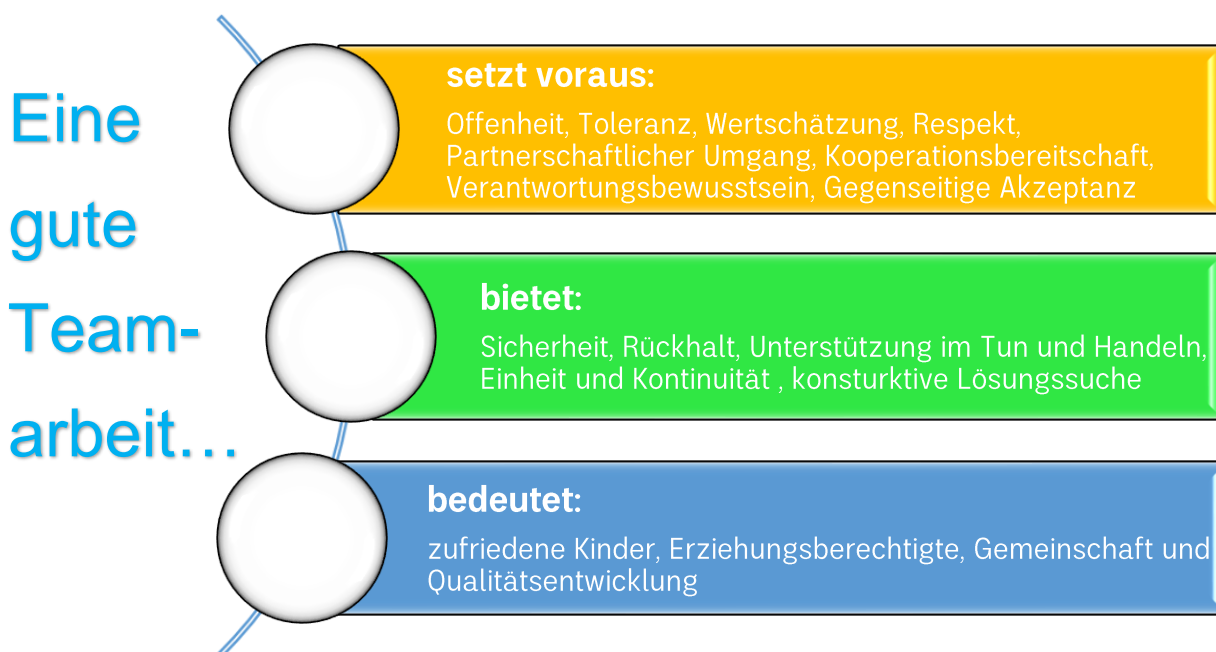 Eine
gute
Team-
arbeit...
setzt voraus:
Offenheit, Toleranz, Wertschätzung, Respekt,
Partnerschaftlicher Umgang, Kooperationsbereitschaft,
Verantwortungsbewusstsein, Gegenseitige Akzeptanz
bietet:
Sicherheit, Rückhalt, Unterstützung im Tun und Handeln,
Einheit und Kontinuität , konsturktive Lösungssuche
bedeutet:
zufriedene Kinder, Erziehungsberechtigte, Gemeinschaft und
Qualitätsentwicklung